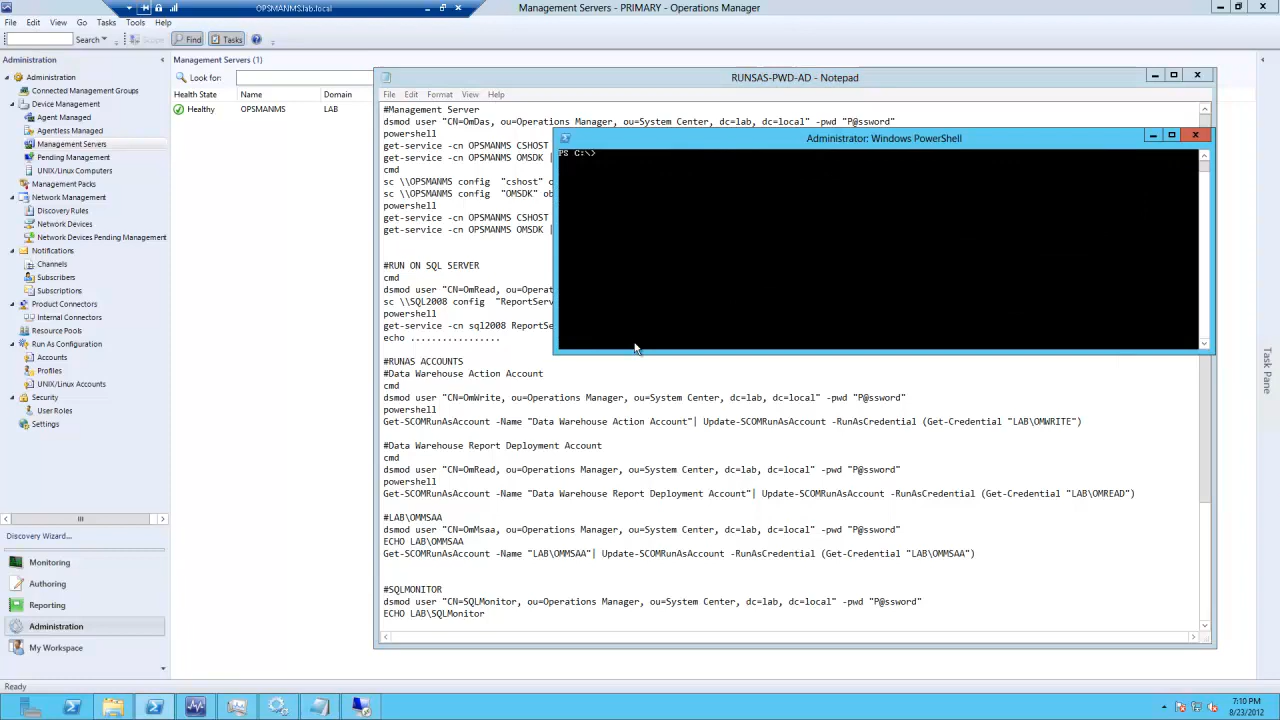 OPSMANMS.lab.local
Management Servers - PRIMARY - Operations Manager
File Edit View Go Tasks Tools Help
Search Scope Find Tasks
Administration
Management Servers (1)
Look for:
Health State Name Domain
Healthy OPSMANMS LAB
Administration
Connected Management Groups
Device Management
Agent Managed
Agentless Managed
Management Servers
Pending Management
UNIX/Linux Computers
Management Packs
Network Management
Discovery Rules
Network Devices
Network Devices Pending Management
Notifications
Channels
Subscribers
Subscriptions
Product Connectors
Internal Connectors
Resource Pools
Run As Configuration
Accounts
Profiles
UNIX/Linux Accounts
Security
User Roles
Settings
Discovery Wizard...
Monitoring
Authoring
Reporting
Administration
My Workspace
Ready
RUNSAS-PWD-AD - Notepad
File Edit Format View Help
#Management Server
dsmod user "CN=OmDas, ou=Operations Manager, ou=System Center, dc=lab, dc=local" -pwd "P@ssword"
powershell
get-service -cn OPSMANMS CSHOST
get-service -cn OPSMANMS OMSDK |
cmd
sc \\OPSMANMS config "cshost" o
sc \\OPSMANMS config "OMSDK" ob
powershell
get-service -cn OPSMANMS CSHOST
get-service -cn OPSMANMS OMSDK |
#RUN ON SQL SERVER
cmd
dsmod user "CN=OmRead, ou=Operat
sc \\SQL2008 config "ReportServ
powershell
get-service -cn sql2008 ReportSe
echo ................
#RUNAS ACCOUNTS
#Data Warehouse Action Account
cmd
dsmod user "CN=OmWrite, ou=Operations Manager, ou=System Center, dc=lab, dc=local" -pwd "P@ssword"
powershell
Get-SCOMRunAsAccount -Name "Data Warehouse Action Account"| Update-SCOMRunAsAccount -RunAsCredential (Get-Credential "LAB\OMWRITE")
#Data Warehouse Report Deployment Account
cmd
dsmod user "CN=OmRead, ou=Operations Manager, ou=System Center, dc=lab, dc=local" -pwd "P@ssword"
powershell
Get-SCOMRunAsAccount -Name "Data Warehouse Report Deployment Account"| Update-SCOMRunAsAccount -RunAsCredential (Get-Credential "LAB\OMREAD")
#LAB\OMMSAA
dsmod user "CN=OmMsaa, ou=Operations Manager, ou=System Center, dc=lab, dc=local" -pwd "P@ssword"
ECHO LAB\OMMSAA
Get-SCOMRunAsAccount -Name "LAB\OMMSAA"| Update-SCOMRunAsAccount -RunAsCredential (Get-Credential "LAB\OMMSAA")
#SQLMONITOR
dsmod user "CN=SQLMonitor, ou=Operations Manager, ou=System Center, dc=lab, dc=local" -pwd "P@ssword"
ECHO LAB\SQLMonitor
Administrator: Windows PowerShell
PS C:\>
Task Pane
7:10 PM
8/23/2012